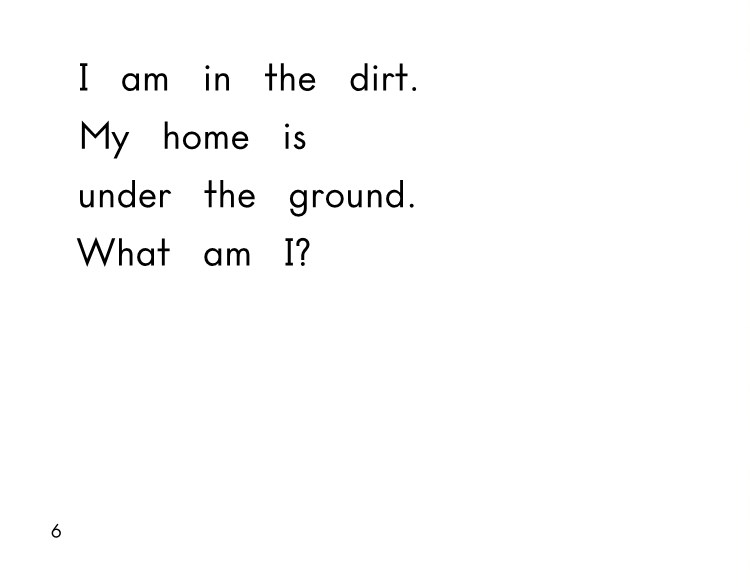 I am in the dirt.
My home is
under the ground.
What am I?
6